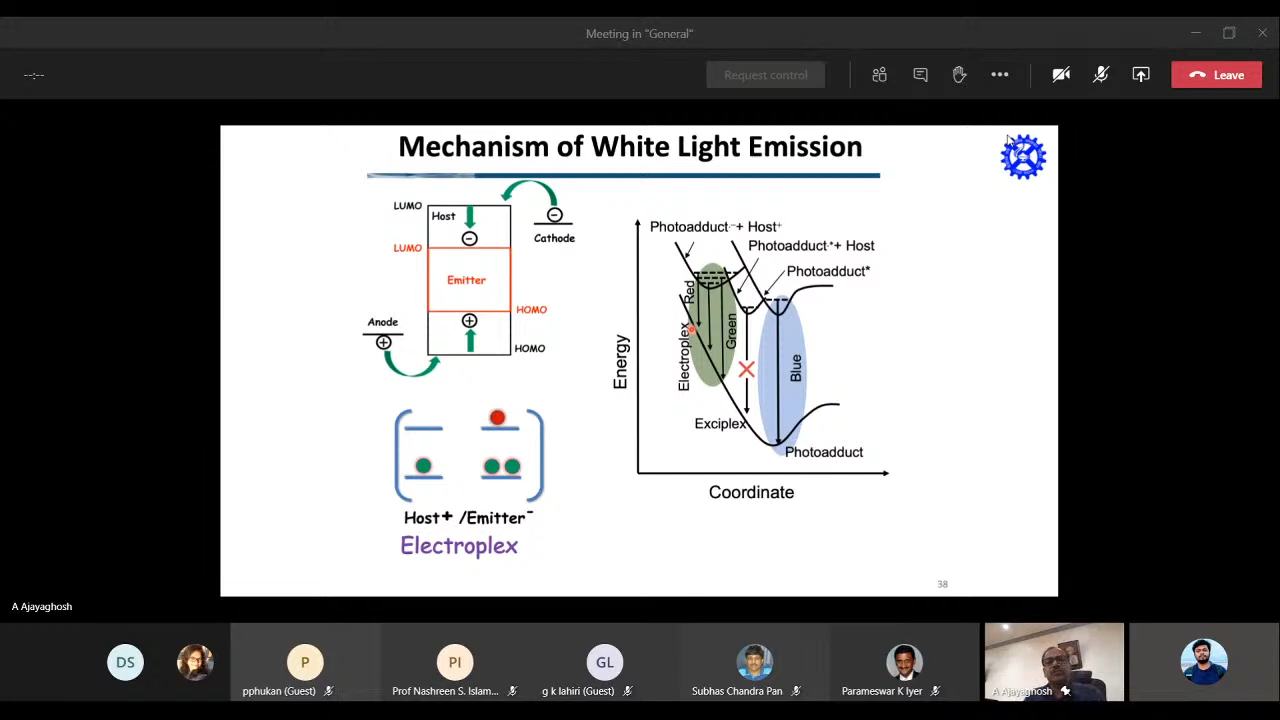 Meeting in "General"
--:--
Request control
Leave
Mechanism of White Light Emission
LUMO
Host
LUMO
Cathode
Emitter
HOMO
Anode
HOMO
Host+ /Emitter-
Electroplex
Photoadduct·-+ Host+
Photoadduct·*+ Host
Photoadduct*
Red
Green
Electroplex
Blue
Energy
Exciplex
Photoadduct
Coordinate
38
A Ajayaghosh
DS
P
PI
GL
pphukan (Guest)
Prof Nashreen S. Islam...
g k lahiri (Guest)
Subhas Chandra Pan
Parameswar K Iyer
A Ajayaghosh